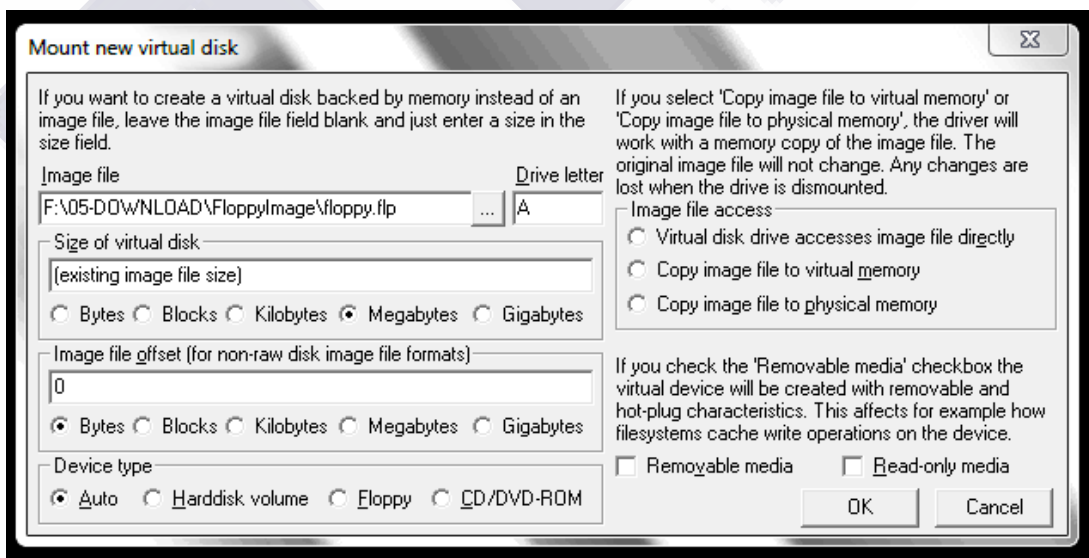 Mount new virtual disk
If you want to create a virtual disk backed by memory instead of an
image file, leave the image file field blank and just enter a size in the
size field.
Image file
Drive letter
F:\05-DOWNLOAD\FloppyImage\floppy.flp
...
A
Size of virtual disk
(existing image file size)
Bytes Blocks Kilobytes Megabytes Gigabytes
Image file offset (for non-raw disk image file formats)
0
Bytes Blocks Kilobytes Megabytes Gigabytes
Device type
Auto Harddisk volume Floppy CD/DVD-ROM
If you select 'Copy image file to virtual memory' or
'Copy image file to physical memory', the driver will
work with a memory copy of the image file. The
original image file will not change. Any changes are
lost when the drive is dismounted.
Image file access
Virtual disk drive accesses image file directly
Copy image file to virtual memory
Copy image file to physical memory
If you check the 'Removable media' checkbox the
virtual device will be created with removable and
hot-plug characteristics. This affects for example how
filesystems cache write operations on the device.
Removable media Read-only media
OK Cancel